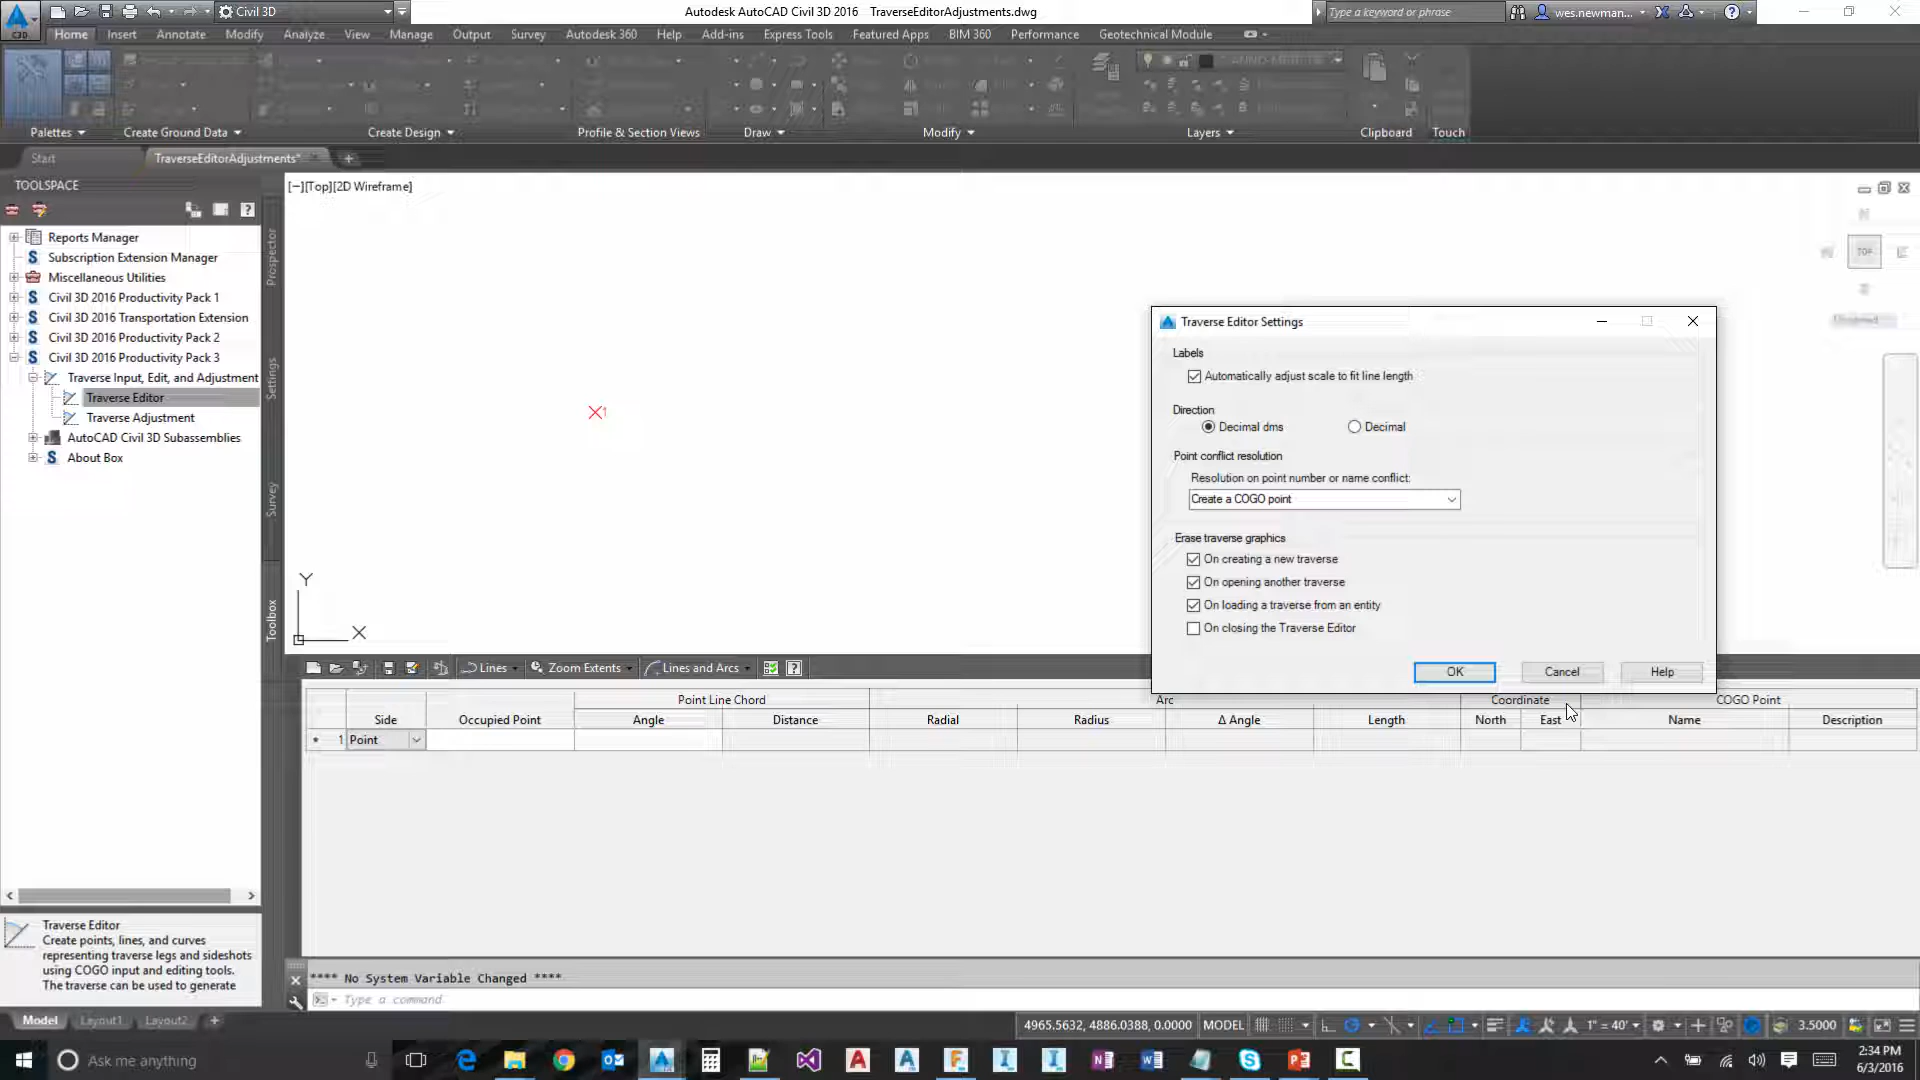 Civil 3D
Autodesk AutoCAD Civil 3D 2016 TraverseEditorAdjustments.dwg
Type a keyword or phrase
wes.newman...
C3D
Home Insert Annotate Modify Analyze View Manage Output Survey Autodesk 360 Help Add-ins Express Tools Featured Apps BIM 360 Performance Geotechnical Module
Palettes Create Ground Data Create Design Profile & Section Views Draw Modify Layers Clipboard Touch
Start TraverseEditorAdjustments*
TOOLSPACE
[−][Top][2D Wireframe]
Reports Manager
Subscription Extension Manager
Miscellaneous Utilities
Civil 3D 2016 Productivity Pack 1
Civil 3D 2016 Transportation Extension
Civil 3D 2016 Productivity Pack 2
Civil 3D 2016 Productivity Pack 3
Traverse Input, Edit, and Adjustment
Traverse Editor
Traverse Adjustment
AutoCAD Civil 3D Subassemblies
About Box
Prospector
Settings
Survey
Toolbox
1
TOP
Unnamed
Y
X
Traverse Editor Settings
Labels
Automatically adjust scale to fit line length
Direction
Decimal dms Decimal
Point conflict resolution
Resolution on point number or name conflict:
Create a COGO point
Erase traverse graphics
On creating a new traverse
On opening another traverse
On loading a traverse from an entity
On closing the Traverse Editor
OK Cancel Help
Lines Zoom Extents Lines and Arcs
Point Line Chord Arc Coordinate COGO Point
Side Occupied Point Angle Distance Radial Radius Δ Angle Length North East Name Description
* 1 Point
Traverse Editor
Create points, lines, and curves
representing traverse legs and sideshots
using COGO input and editing tools.
The traverse can be used to generate
**** No System Variable Changed ****
Type a command
Model Layout1 Layout2 +
4965.5632, 4886.0388, 0.0000 MODEL 1" = 40' 3.5000
Ask me anything
2:34 PM
6/3/2016